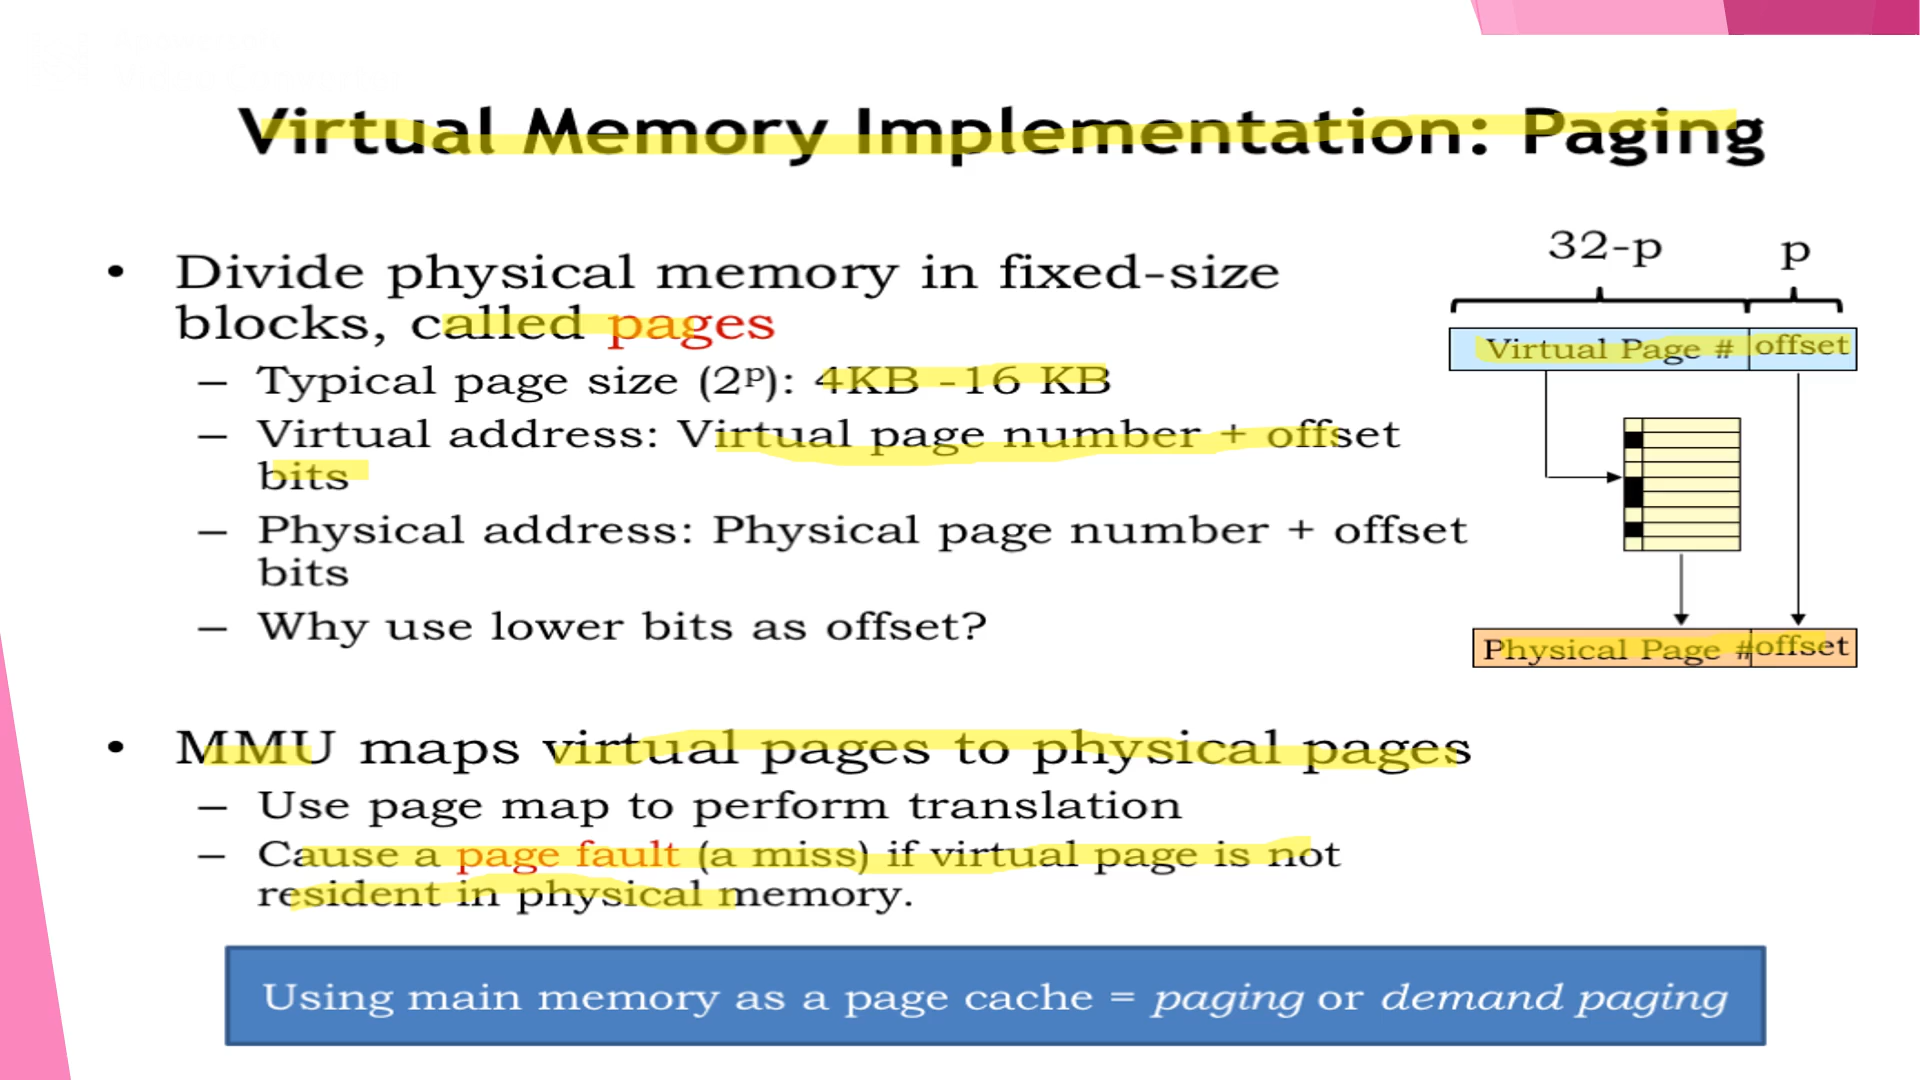 Virtual Memory Implementation: Paging
• Divide physical memory in fixed-size
blocks, called pages
– Typical page size (2ᵖ): 4KB -16 KB
– Virtual address: Virtual page number + offset
bits
– Physical address: Physical page number + offset
bits
– Why use lower bits as offset?
• MMU maps virtual pages to physical pages
– Use page map to perform translation
– Cause a page fault (a miss) if virtual page is not
resident in physical memory.
32-p p
Virtual Page # offset
Physical Page # offset
Using main memory as a page cache = paging or demand paging